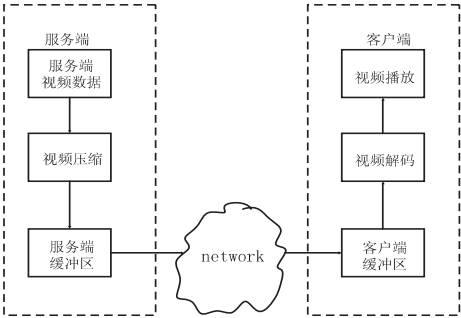 服务端
服务端
视频数据
视频压缩
服务端
缓冲区
network
客户端
视频播放
视频解码
客户端
缓冲区